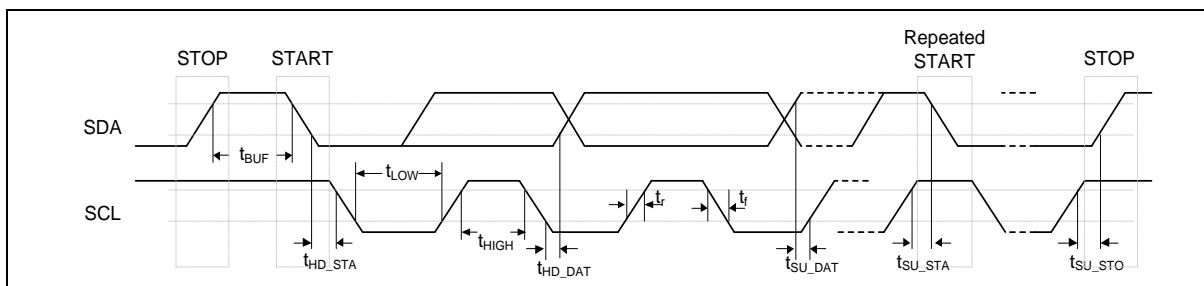 STOP
START
Repeated
START
STOP
SDA
tBUF
tLOW
SCL
tr
tf
tHIGH
tHD_STA
tHD_DAT
tSU_DAT
tSU_STA
tSU_STO